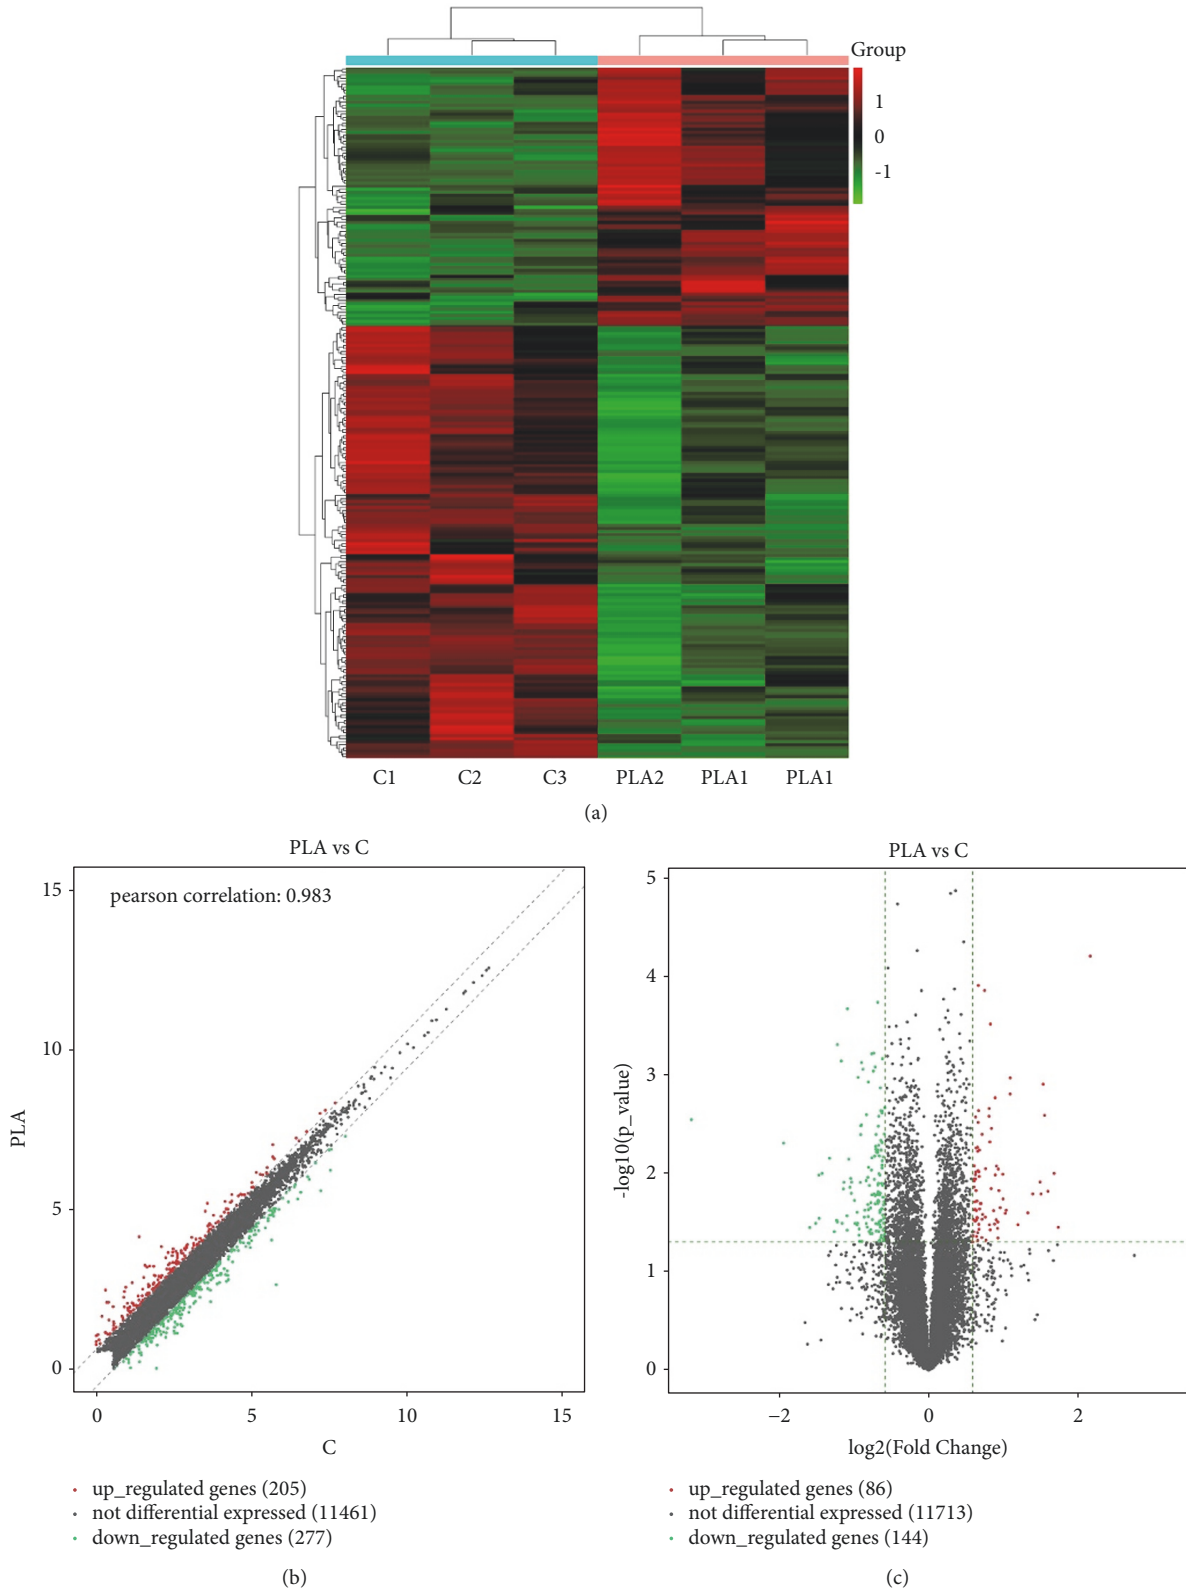 Group
1
0
-1
C1 C2 C3 PLA2 PLA1 PLA1
(a)
PLA vs C
pearson correlation: 0.983
15
10
5
0
PLA
0 5 10 15
C
up_regulated genes (205)
not differential expressed (11461)
down_regulated genes (277)
(b)
PLA vs C
5
4
3
2
1
0
-log10(p_value)
−2 0 2
log2(Fold Change)
up_regulated genes (86)
not differential expressed (11713)
down_regulated genes (144)
(c)